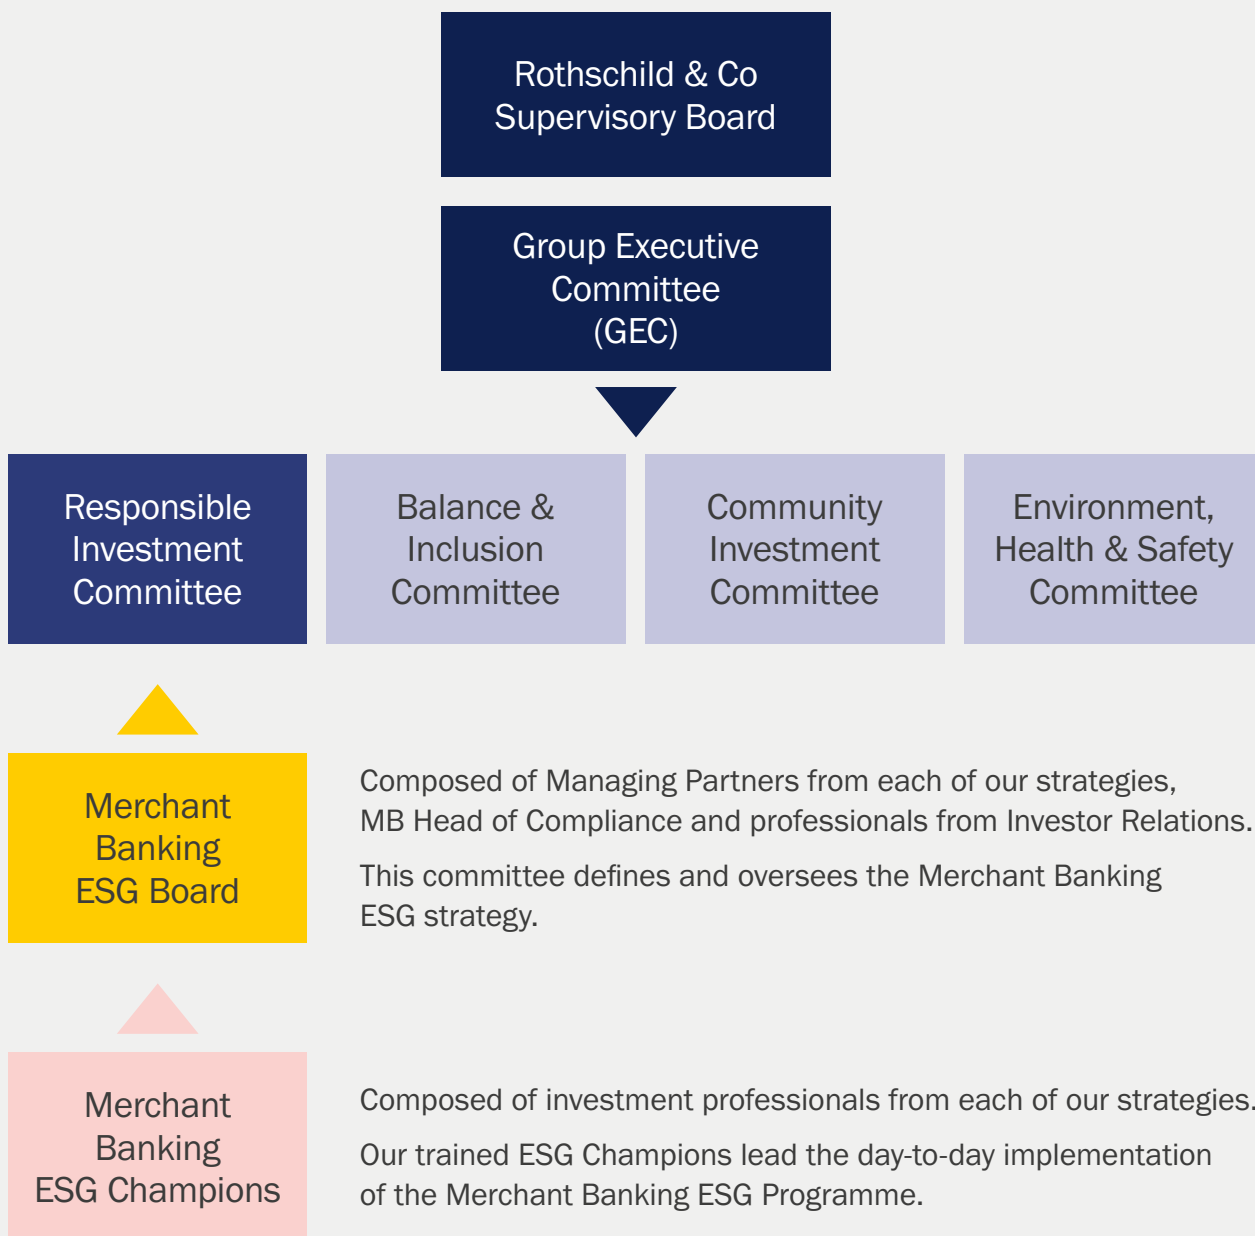 Rothschild & Co
Supervisory Board
Group Executive
Committee
(GEC)
Responsible
Investment
Committee
Balance &
Inclusion
Committee
Community
Investment
Committee
Environment,
Health & Safety
Committee
Merchant
Banking
ESG Board
Composed of Managing Partners from each of our strategies,
MB Head of Compliance and professionals from Investor Relations.
This committee defines and oversees the Merchant Banking
ESG strategy.
Merchant
Banking
ESG Champions
Composed of investment professionals from each of our strategies.
Our trained ESG Champions lead the day-to-day implementation
of the Merchant Banking ESG Programme.